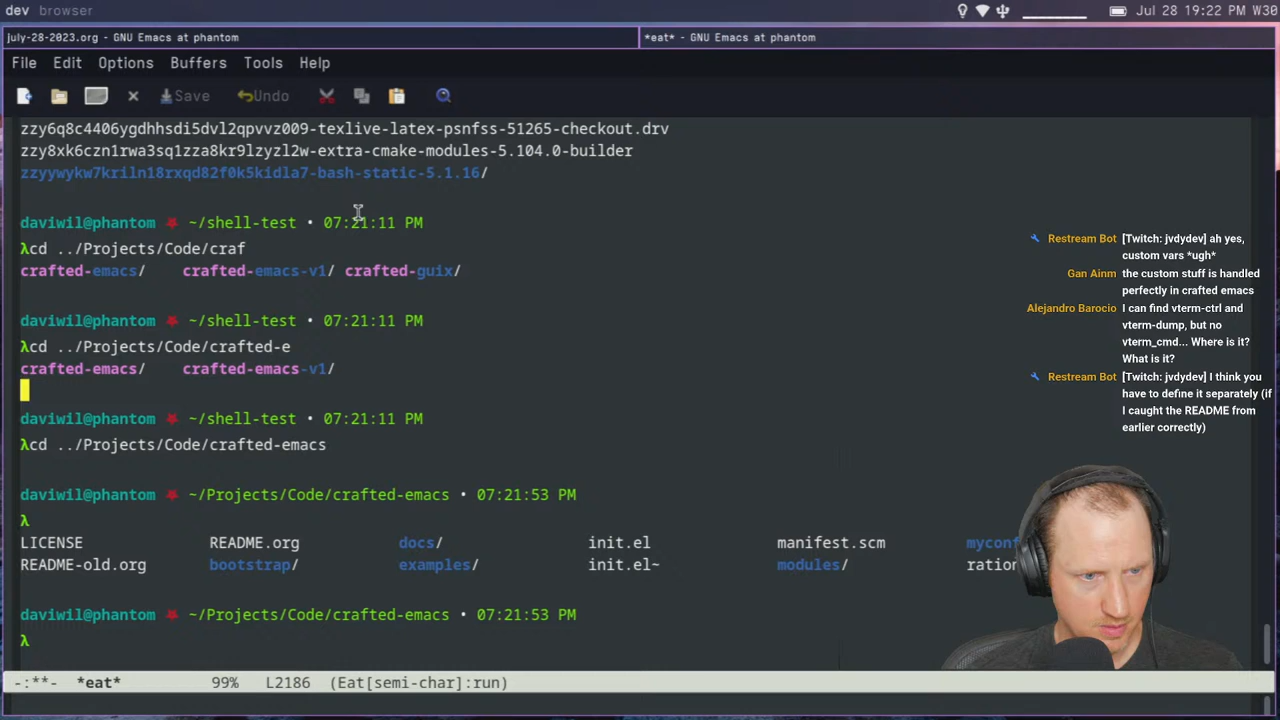 dev browser
Jul 28 19:22 W30
july-28-2023.org - GNU Emacs at phantom
*eat* - GNU Emacs at phantom
File Edit Options Buffers Tools Help
Save Undo
zzy6q8c4406ygdhhsdi5dvl2qpvvz009-texlive-latex-psnfss-51265-checkout.drv
zzy8xk6czn1rwa3sq1zza8kr9lzyzl2w-extra-cmake-modules-5.104.0-builder
zzyywykw7kriln18rxqd82f0k5kidla7-bash-static-5.1.16/
daviwil@phantom ~/shell-test • 07:21:11 PM
λcd ../Projects/Code/craf
crafted-emacs/ crafted-emacs-v1/ crafted-guix/
daviwil@phantom ~/shell-test • 07:21:11 PM
λcd ../Projects/Code/crafted-e
crafted-emacs/ crafted-emacs-v1/
daviwil@phantom ~/shell-test • 07:21:11 PM
λcd ../Projects/Code/crafted-emacs
daviwil@phantom ~/Projects/Code/crafted-emacs • 07:21:53 PM
λ
LICENSE README.org docs/ init.el manifest.scm myconf
README-old.org bootstrap/ examples/ init.el~ modules/ ration
daviwil@phantom ~/Projects/Code/crafted-emacs • 07:21:53 PM
λ
-:**- *eat* 99% L2186 (Eat[semi-char]:run)
Restream Bot [Twitch: jvdydev] ah yes,
custom vars *ugh*
Gan Ainm the custom stuff is handled
perfectly in crafted emacs
Alejandro Barocio I can find vterm-ctrl and
vterm-dump, but no
vterm_cmd... Where is it?
What is it?
Restream Bot [Twitch: jvdydev] I think you
have to define it separately (if
I caught the README from
earlier correctly)